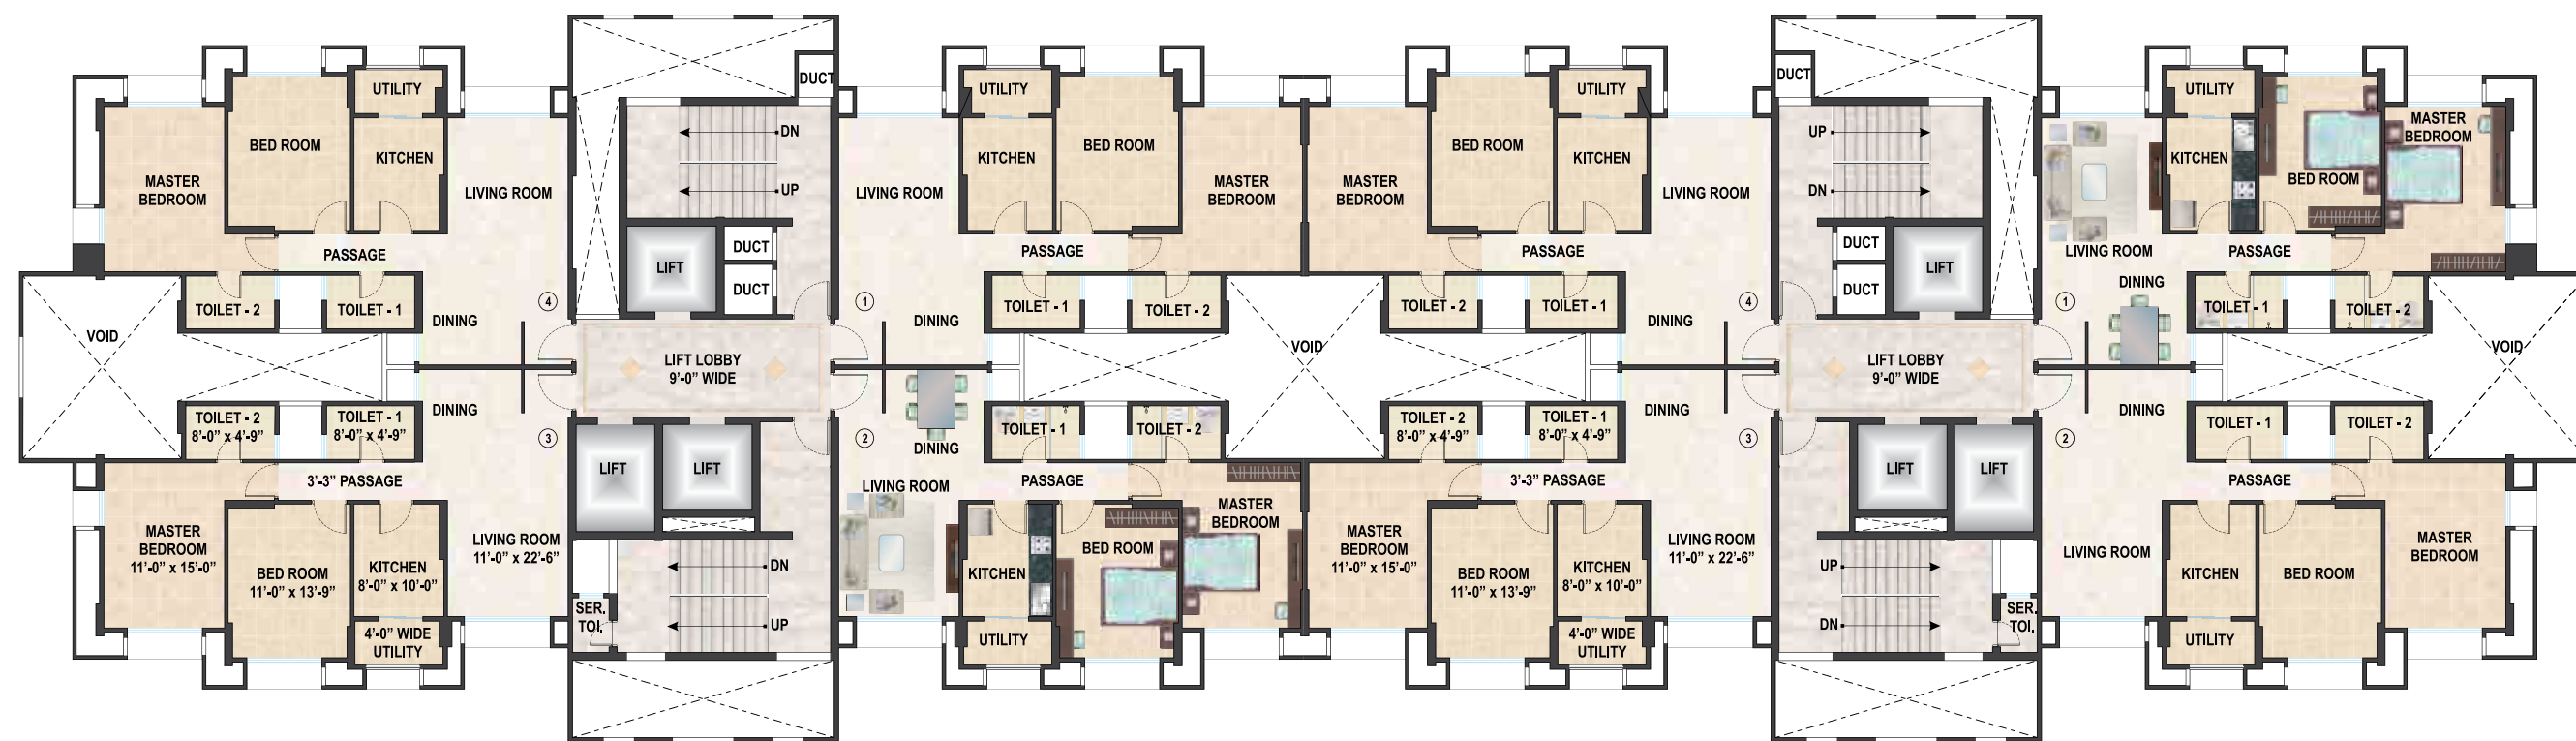 UTILITY
BED ROOM
KITCHEN
MASTER
BEDROOM
LIVING ROOM
PASSAGE
TOILET - 2
TOILET - 1
DINING
4
VOID
DINING
TOILET - 2
8'-0" x 4'-9"
TOILET - 1
8'-0" x 4'-9"
3
3'-3" PASSAGE
MASTER
BEDROOM
11'-0" x 15'-0"
BED ROOM
11'-0" x 13'-9"
KITCHEN
8'-0" x 10'-0"
LIVING ROOM
11'-0" x 22'-6"
4'-0" WIDE
UTILITY
DUCT
DN
UP
DUCT
LIFT
DUCT
LIFT LOBBY
9'-0" WIDE
LIFT
LIFT
DN
UP
SER.
TOI.
UTILITY
KITCHEN
BED ROOM
LIVING ROOM
MASTER
BEDROOM
PASSAGE
1
TOILET - 1
TOILET - 2
DINING
VOID
2
DINING
TOILET - 1
TOILET - 2
LIVING ROOM
PASSAGE
MASTER
BEDROOM
BED ROOM
KITCHEN
UTILITY
UTILITY
BED ROOM
KITCHEN
MASTER
BEDROOM
LIVING ROOM
PASSAGE
TOILET - 2
TOILET - 1
4
DINING
DINING
TOILET - 2
8'-0" x 4'-9"
TOILET - 1
8'-0" x 4'-9"
3
3'-3" PASSAGE
MASTER
BEDROOM
11'-0" x 15'-0"
BED ROOM
11'-0" x 13'-9"
KITCHEN
8'-0" x 10'-0"
LIVING ROOM
11'-0" x 22'-6"
4'-0" WIDE
UTILITY
DUCT
UP
DN
DUCT
LIFT
DUCT
LIFT LOBBY
9'-0" WIDE
LIFT
LIFT
UP
DN
SER.
TOI.
UTILITY
MASTER
BEDROOM
KITCHEN
BED ROOM
LIVING ROOM
PASSAGE
DINING
1
TOILET - 1
TOILET - 2
VOID
DINING
2
TOILET - 1
TOILET - 2
PASSAGE
LIVING ROOM
KITCHEN
BED ROOM
MASTER
BEDROOM
UTILITY